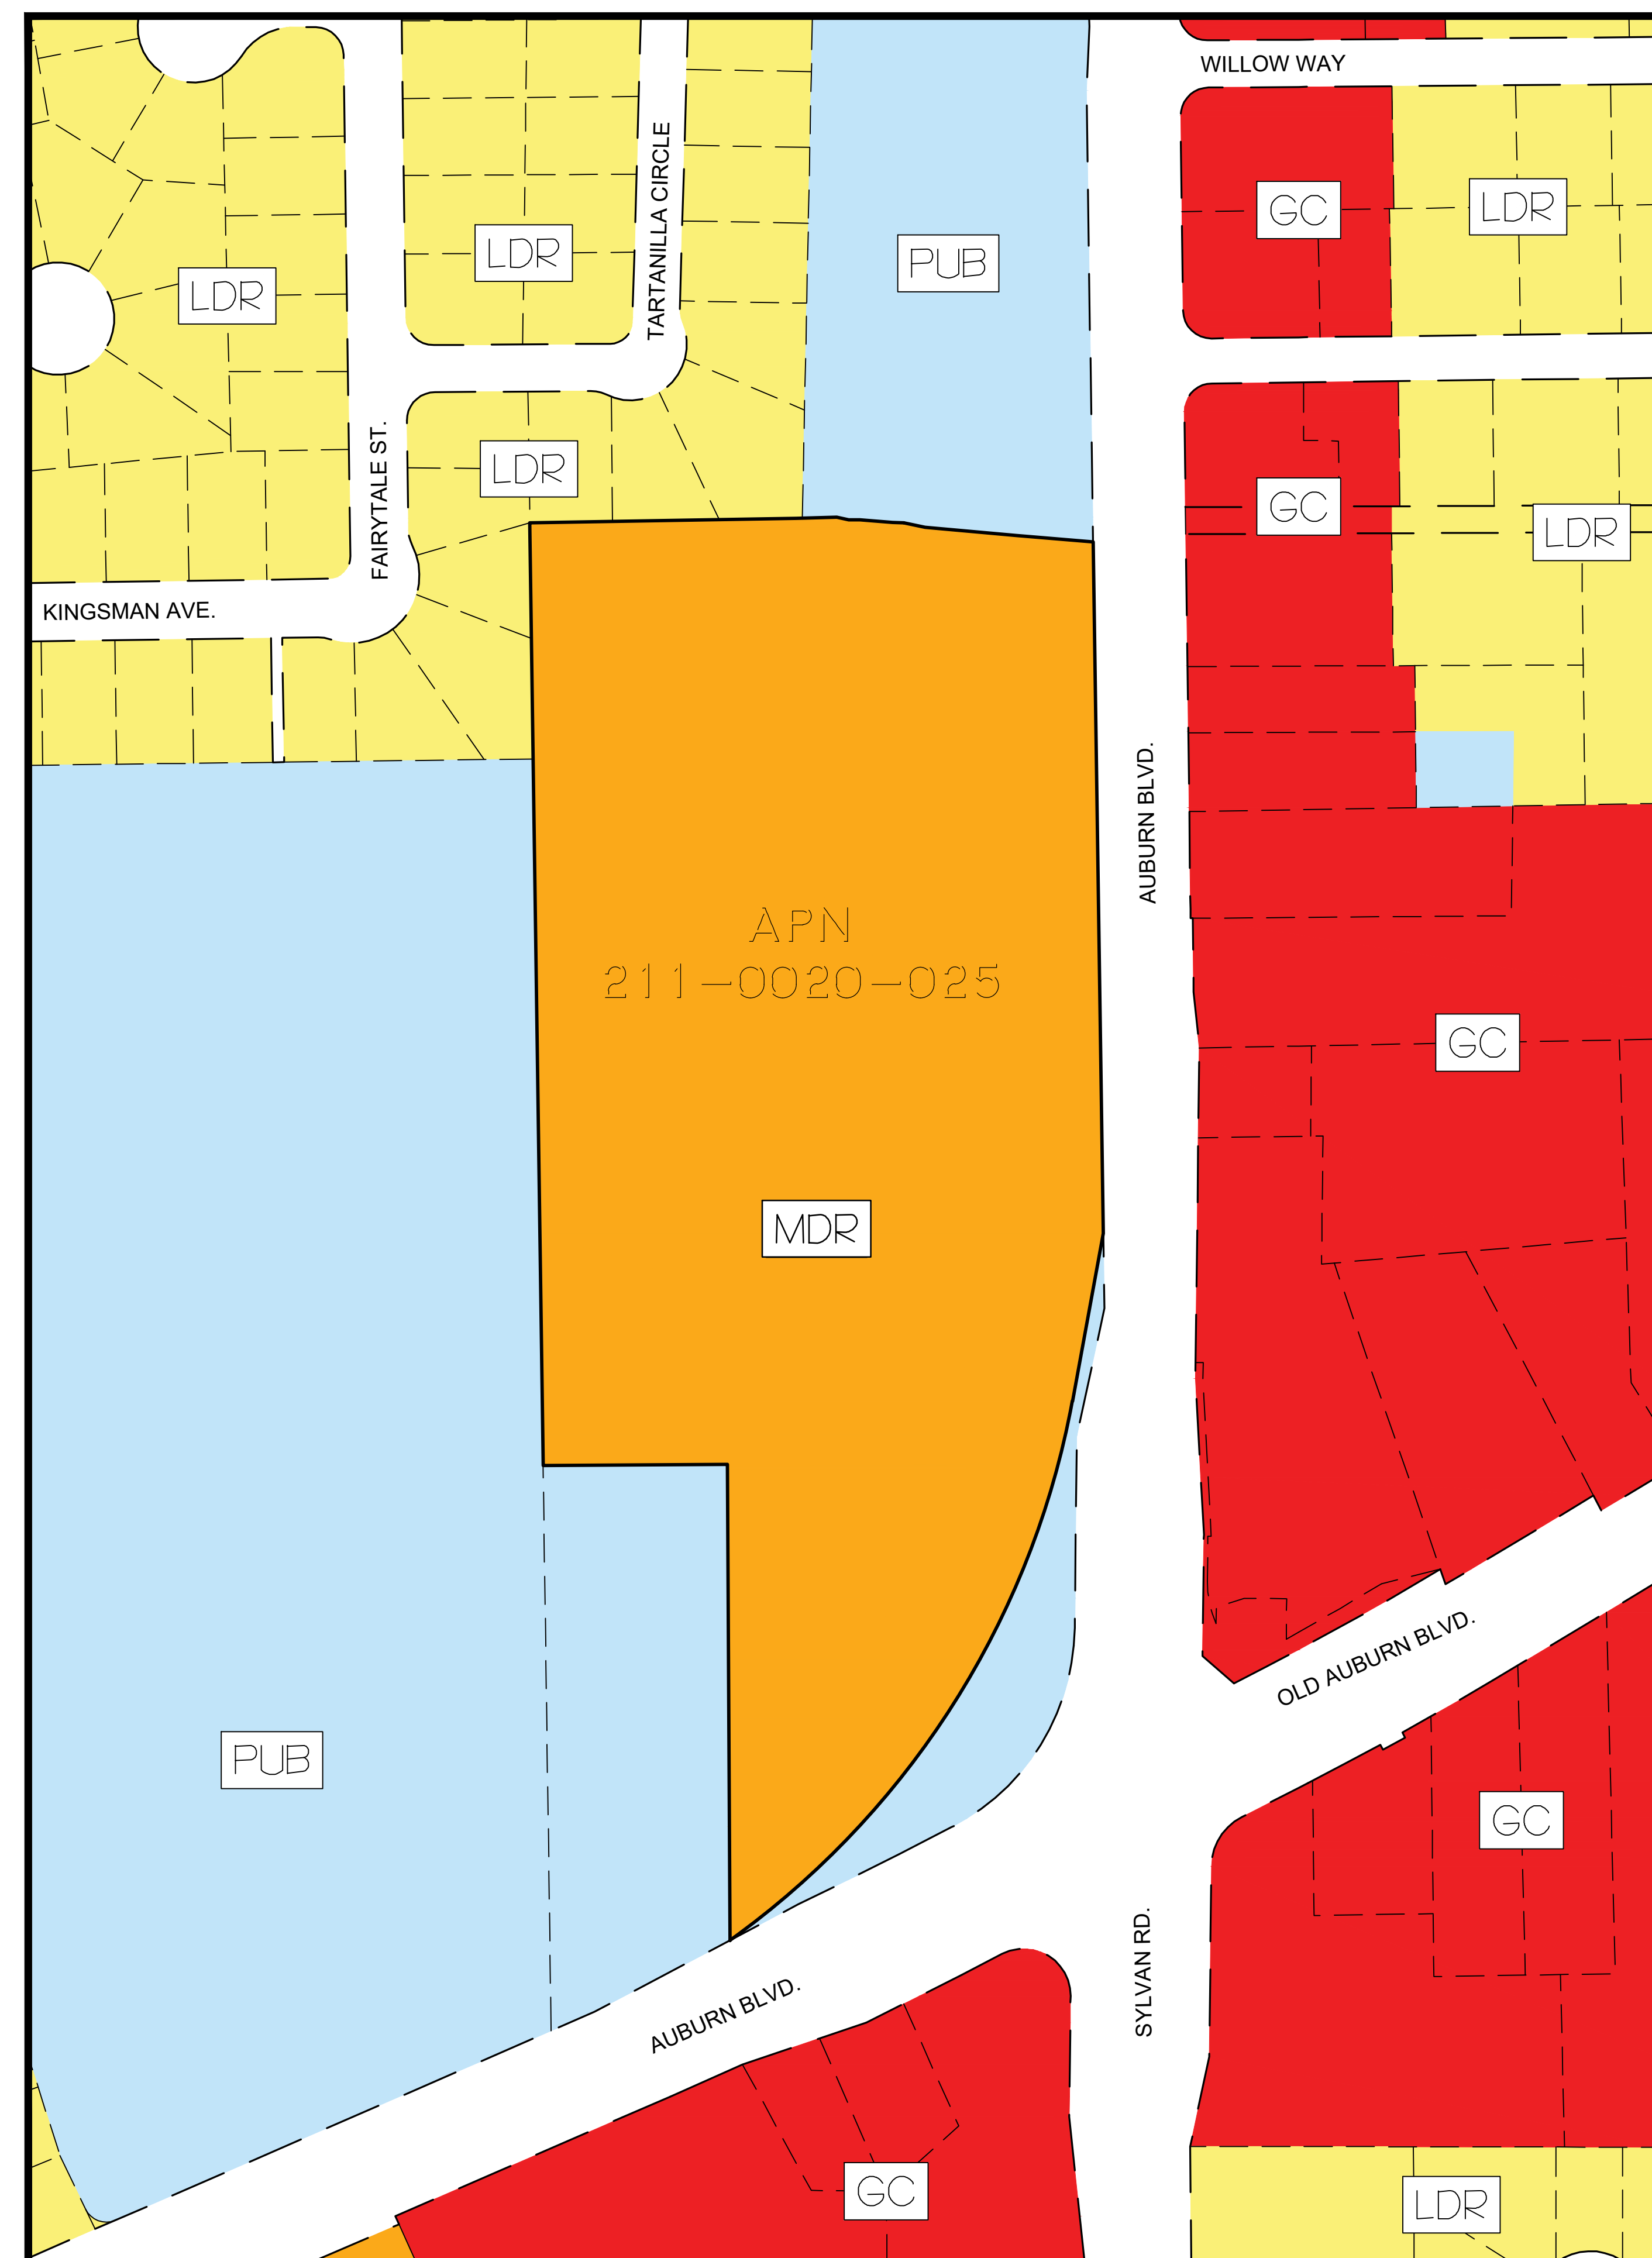 WILLOW WAY
GC
LDR
LDR
TARTANILLA CIRCLE
PUB
LDR
FAIRYTALE ST.
LDR
GC
LDR
KINGSMAN AVE.
AUBURN BLVD.
APN
211-0020-025
GC
MDR
OLD AUBURN BLVD.
PUB
GC
SYLVAN RD.
AUBURN BLVD.
GC
LDR